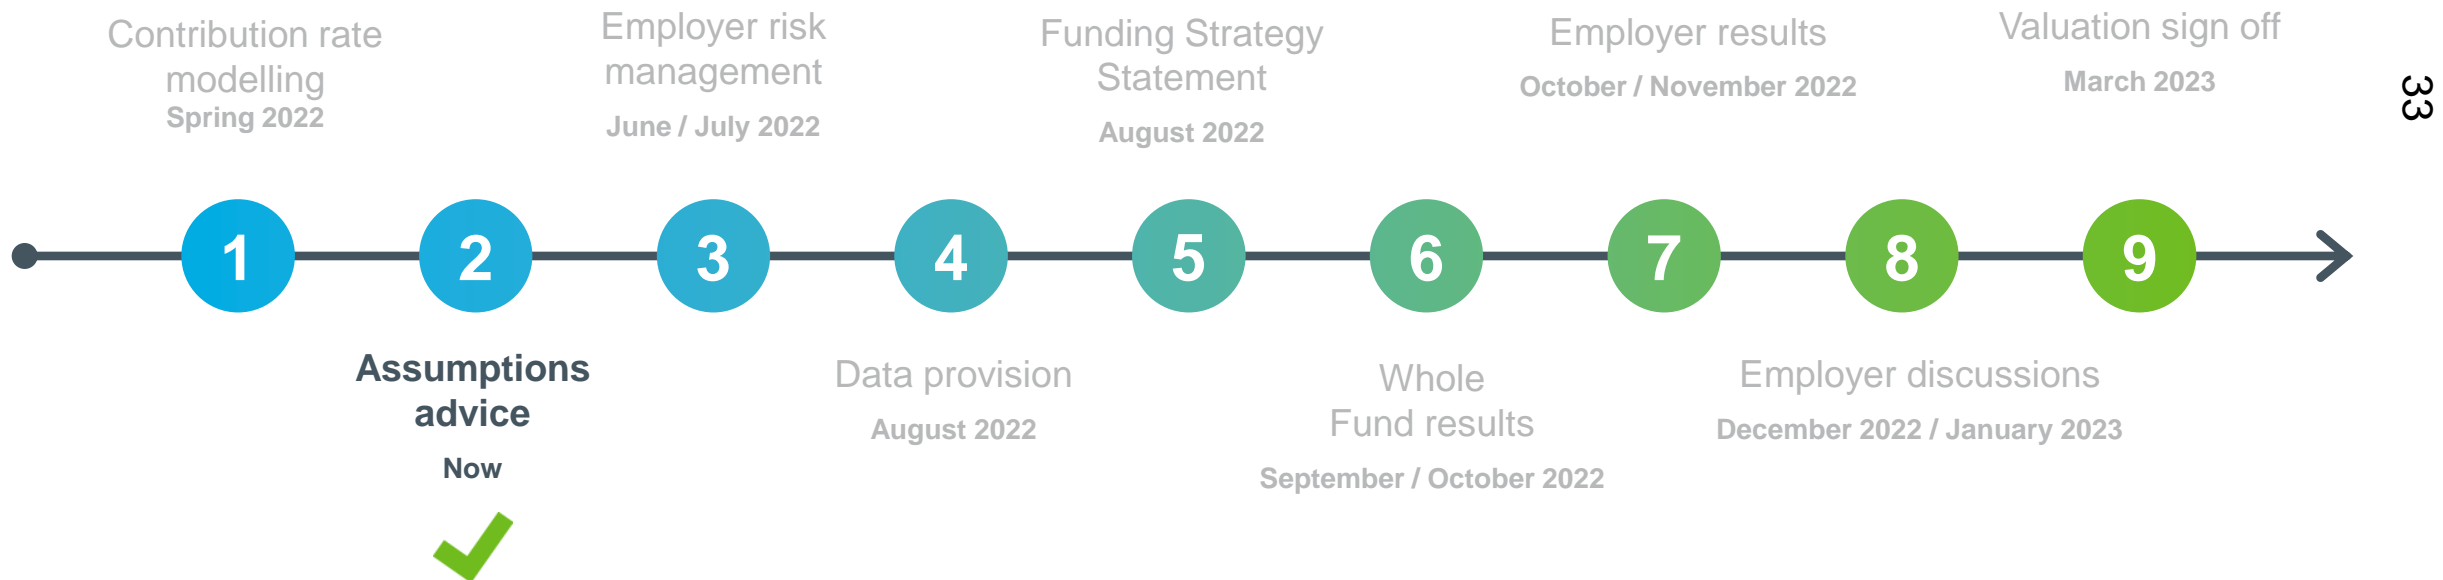 Contribution rate
modelling
Spring 2022
Employer risk
management
June / July 2022
Funding Strategy
Statement
August 2022
Employer results
October / November 2022
Valuation sign off
March 2023
33
1
2
3
4
5
6
7
8
9
Assumptions
advice
Now
Data provision
August 2022
Whole
Fund results
September / October 2022
Employer discussions
December 2022 / January 2023